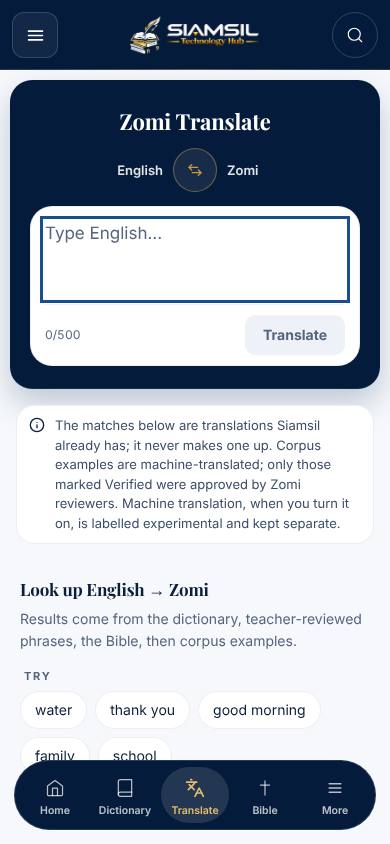 SIAMSIL
Technology Hub
Zomi Translate
English Zomi
Type English...
0/500 Translate
The matches below are translations Siamsil
already has; it never makes one up. Corpus
examples are machine-translated; only those
marked Verified were approved by Zomi
reviewers. Machine translation, when you turn it
on, is labelled experimental and kept separate.
Look up English → Zomi
Results come from the dictionary, teacher-reviewed
phrases, the Bible, then corpus examples.
TRY
water thank you good morning
family school
Home Dictionary Translate Bible More